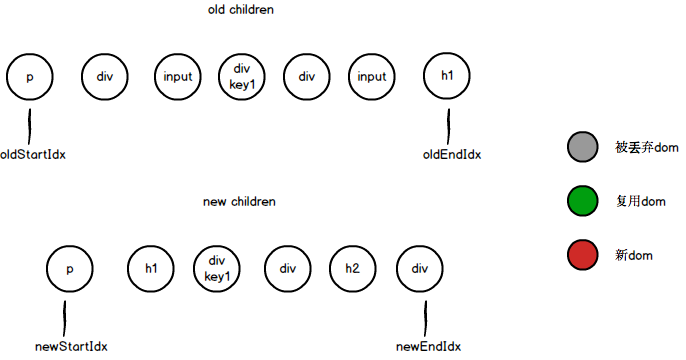 old children
p
div
input
div
key1
div
input
h1
oldStartIdx
oldEndIdx
被丢弃dom
复用dom
新dom
new children
p
h1
div
key1
div
h2
div
newStartIdx
newEndIdx